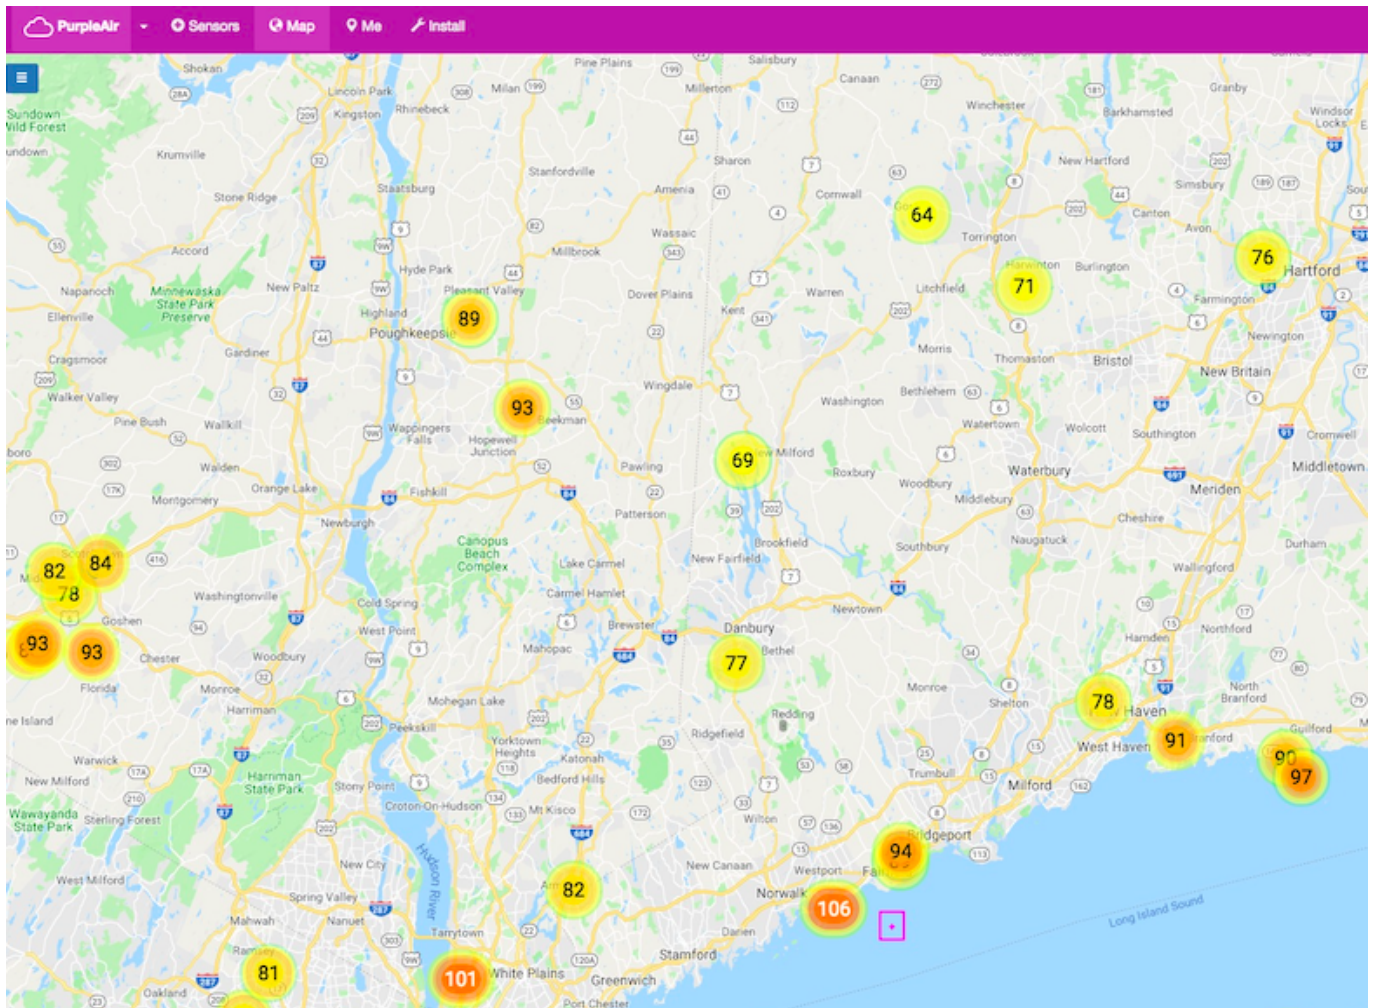 PurpleAir Sensors Map Me Install
Shokan
Pine Plains
Salisbury
Canaan
Granby
Lincoln Park
Kingston
Rhinebeck
Milan
Millerton
Winchester
Barkhamsted
Windsor
Locks
Sundown
Wild Forest
Krumville
Stanfordville
Sharon
New Hartford
Stone Ridge
Staatsburg
Amenia
Cornwall
Simsbury
64
Canton
Avon
Wassaic
Torrington
Accord
Millbrook
76
Hartford
Hyde Park
Harwinton
Burlington
Napanoch
Minnewaska
State Park
Preserve
New Paltz
Pleasant Valley
Dover Plains
Warren
Litchfield
71
Farmington
Ellenville
Highland
89
Poughkeepsie
Kent
Newington
Cragsmoor
Gardiner
Morris
Thomaston
Bristol
New Britain
Walker Valley
Wingdale
Bethlehem
Washington
93
Beekman
Pine Bush
Wallkill
Wappingers
Falls
Hopewell
Junction
Watertown
Wolcott
Southington
Cromwell
Walden
Pawling
69
New Milford
Roxbury
Woodbury
Waterbury
Middletown
Montgomery
Orange Lake
Fishkill
Middlebury
Meriden
Newburgh
Patterson
Cheshire
Canopus
Beach
Complex
Brookfield
Southbury
Naugatuck
Durham
82
84
78
Lake Carmel
New Fairfield
Wallingford
Washingtonville
Cold Spring
Carmel Hamlet
Newtown
Goshen
West Point
Brewster
Danbury
Hamden
Northford
93
93
Chester
Woodbury
Mahopac
77
Bethel
Florida
Monroe
Harriman
Mohegan Lake
Monroe
Shelton
78
New Haven
North
Branford
Peekskill
Redding
Ridgefield
91
West Haven
Guilford
90
97
Warwick
Yorktown
Heights
Katonah
Bedford Hills
Trumbull
Milford
New Milford
Harriman
State Park
Stony Point
Croton-On-Hudson
Mt Kisco
Wawayanda
State Park
Sterling Forest
Wilton
Bridgeport
94
New City
Hudson River
New Canaan
Westport
West Milford
Spring Valley
82
Norwalk
106
Long Island Sound
Mahwah
Nanuet
Tarrytown
Darien
Ramsey
81
101
White Plains
Stamford
Greenwich
Oakland
Port Chester